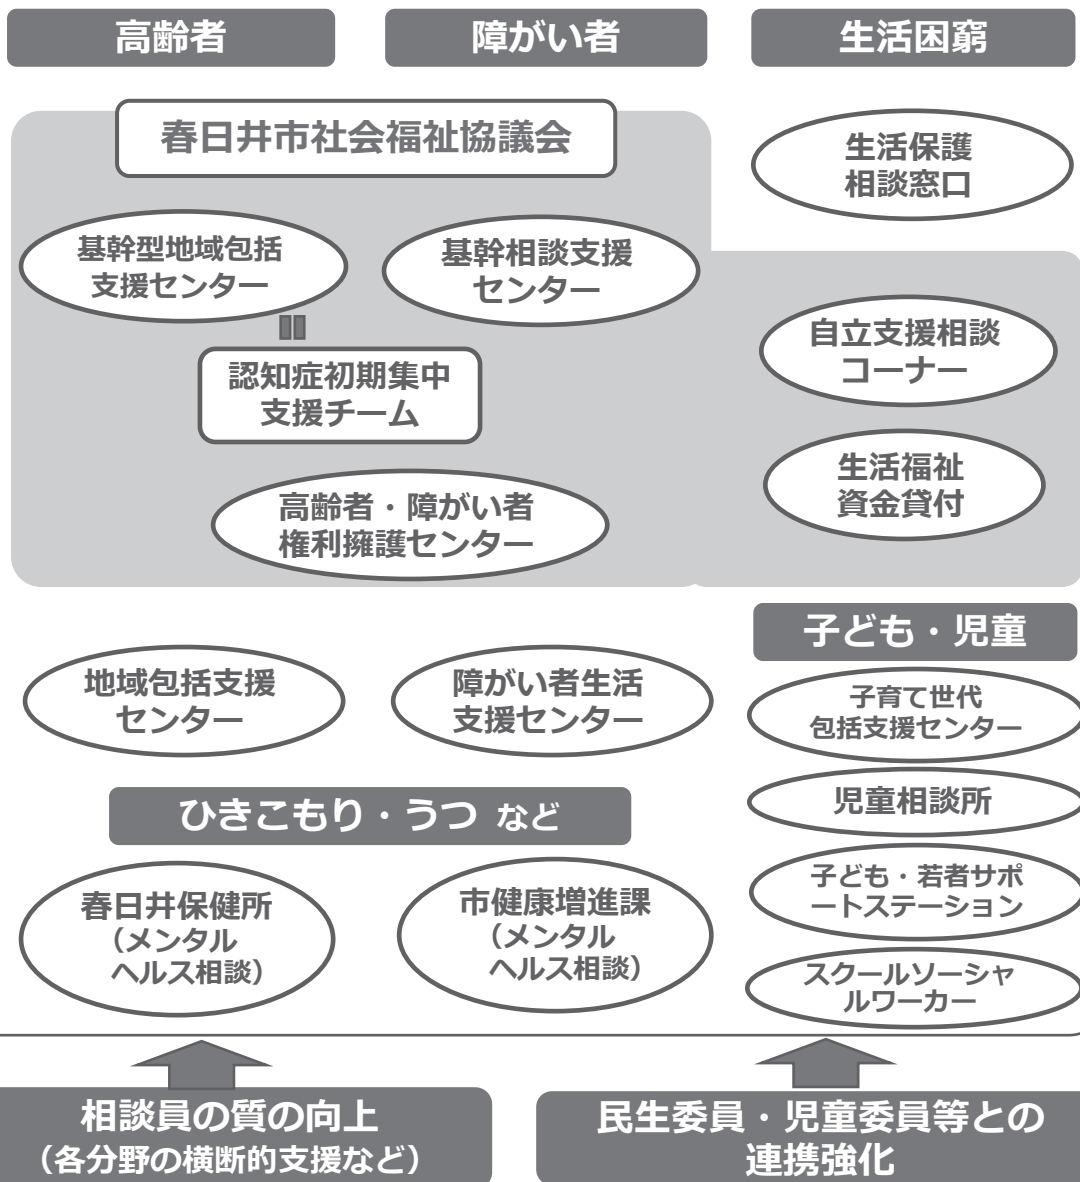 高齢者
障がい者
生活困窮
春日井市社会福祉協議会
生活保護
相談窓口
基幹型地域包括
支援センター
基幹相談支援
センター
認知症初期集中
支援チーム
自立支援相談
コーナー
生活福祉
資金貸付
高齢者・障がい者
権利擁護センター
地域包括支援
センター
障がい者生活
支援センター
子ども・児童
子育て世代
包括支援センター
児童相談所
子ども・若者サポ
ートステーション
スクールソーシャ
ルワーカー
ひきこもり・うつ など
春日井保健所
（メンタル
ヘルス相談）
市健康増進課
（メンタル
ヘルス相談）
相談員の質の向上
（各分野の横断的支援など）
民生委員・児童委員等との
連携強化